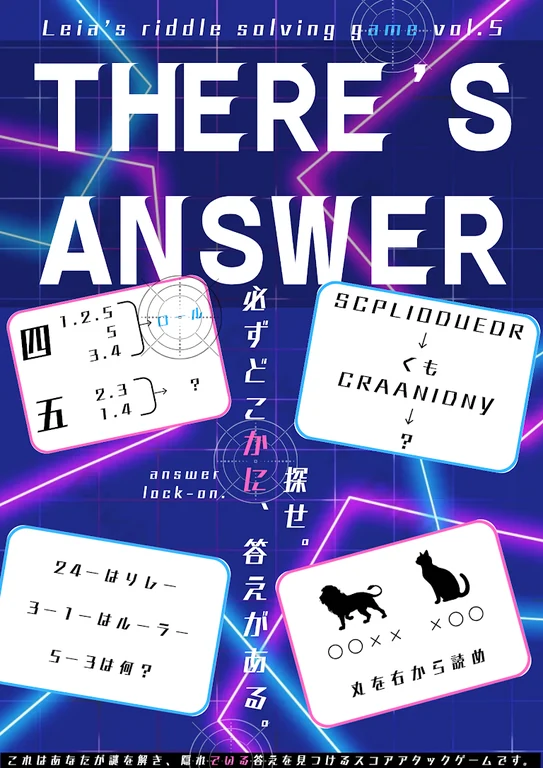 Leia's riddle solving game vol.5
THERE'S
ANSWER
四
1.2.5
5
3.4
→ロール
五
2.3
1.4
→ ?
必ずどこかに、答えがある。
探せ。
answer
lock-on.
SCPLIDDUEDR
↓
くも
CRAANIDNY
↓
?
24ーはリレー
3ー1ーはルーラー
5ー3は何?
○○××
×○○
丸を右から読め
これはあなたが謎を解き、隠れている答えを見つけるスコアアタックゲームです。